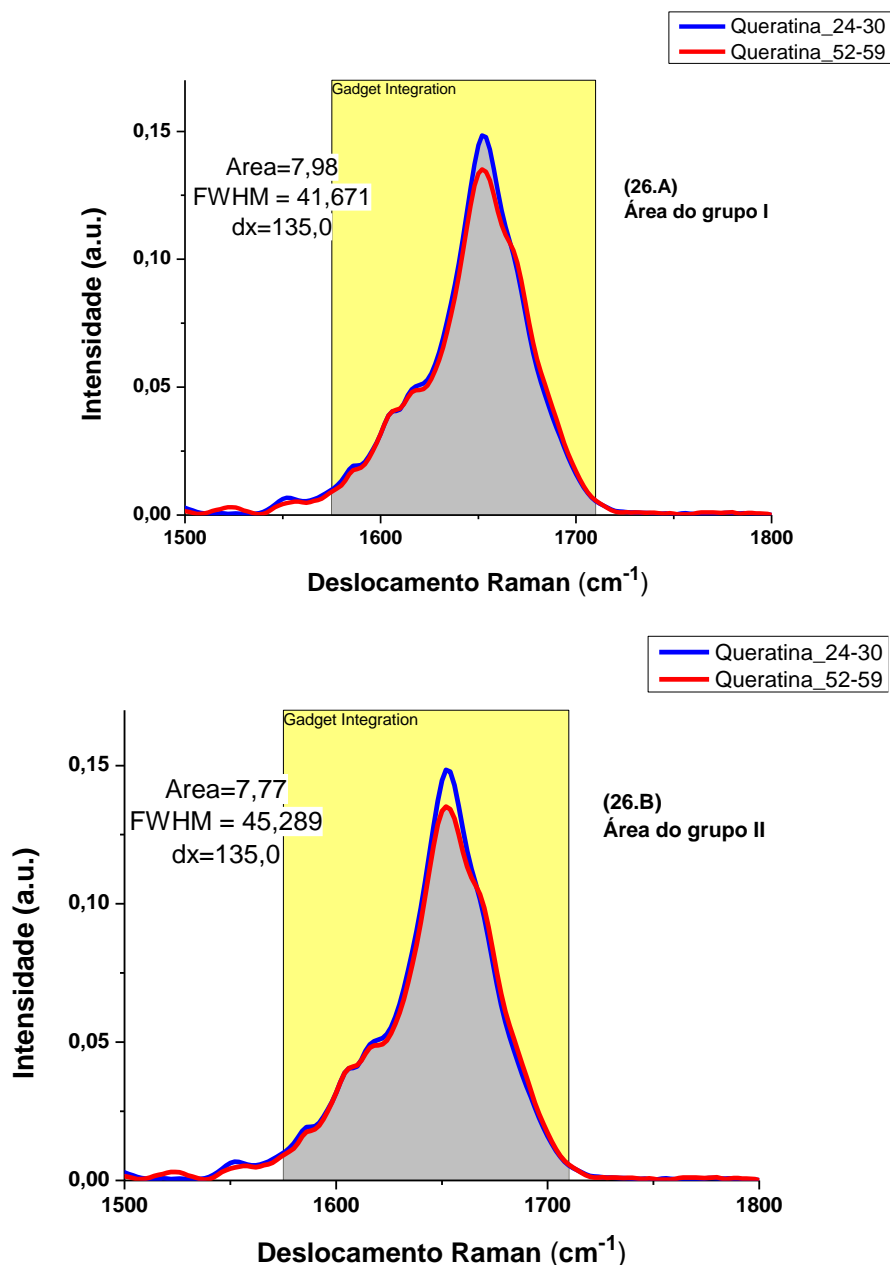 Queratina_24-30
Queratina_52-59
Gadget Integration
0,15
Area=7,98
FWHM = 41,671
dx=135,0
(26.A)
Área do grupo I
0,10
0,05
0,00
Intensidade (a.u.)
1500 1600 1700 1800
Deslocamento Raman (cm-1)
Queratina_24-30
Queratina_52-59
Gadget Integration
0,15
Area=7,77
FWHM = 45,289
dx=135,0
(26.B)
Área do grupo II
0,10
0,05
0,00
Intensidade (a.u.)
1500 1600 1700 1800
Deslocamento Raman (cm-1)